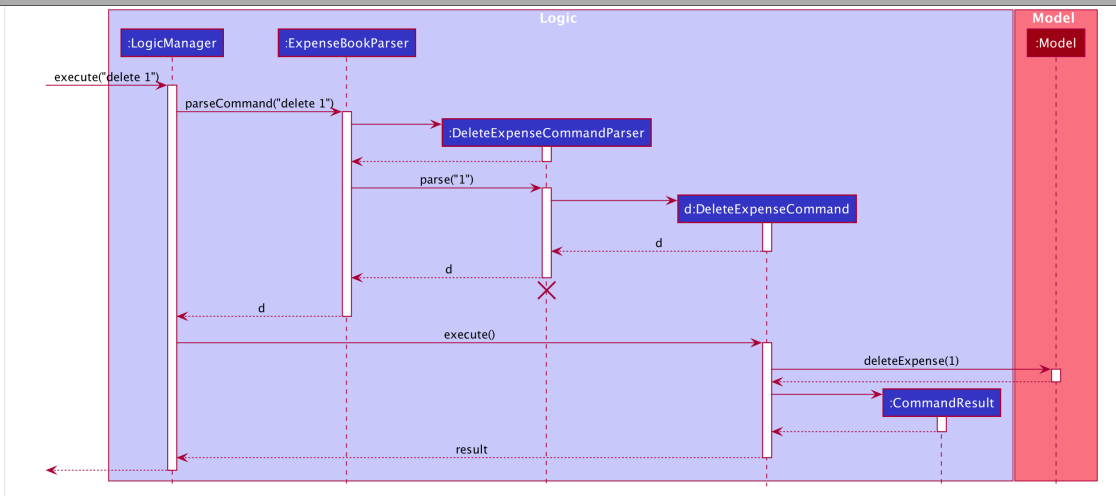 Logic
Model
:LogicManager
:ExpenseBookParser
:Model
execute("delete 1")
parseCommand("delete 1")
:DeleteExpenseCommandParser
parse("1")
d:DeleteExpenseCommand
d
d
d
execute()
deleteExpense(1)
:CommandResult
result